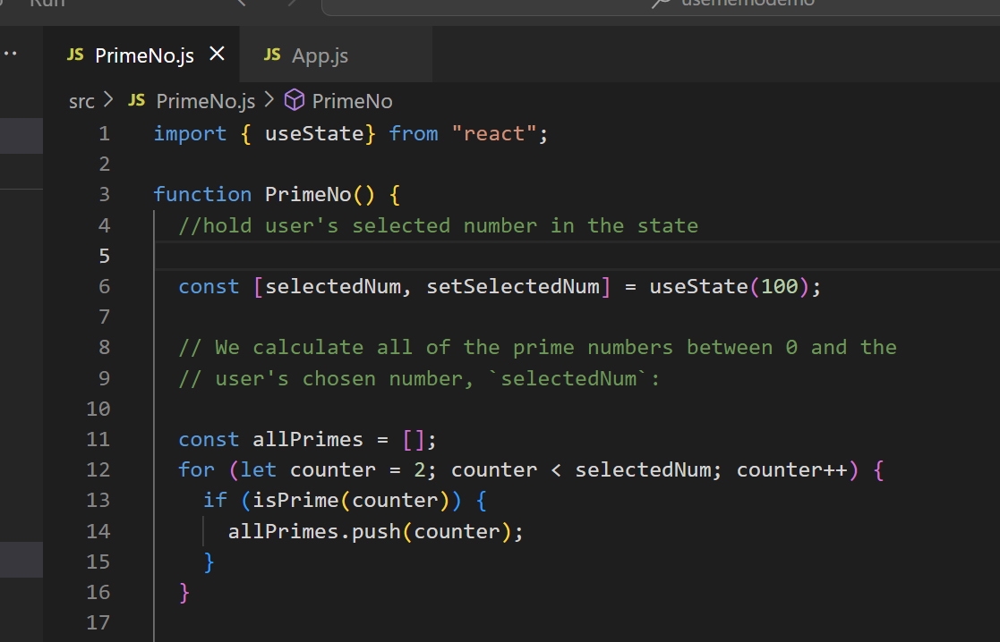 Run
usememodemo
JS PrimeNo.js × JS App.js
src > JS PrimeNo.js > PrimeNo
1 import { useState} from "react";
2
3 function PrimeNo() {
4 //hold user's selected number in the state
5
6 const [selectedNum, setSelectedNum] = useState(100);
7
8 // We calculate all of the prime numbers between 0 and the
9 // user's chosen number, `selectedNum`:
10
11 const allPrimes = [];
12 for (let counter = 2; counter < selectedNum; counter++) {
13 if (isPrime(counter)) {
14 allPrimes.push(counter);
15 }
16 }
17